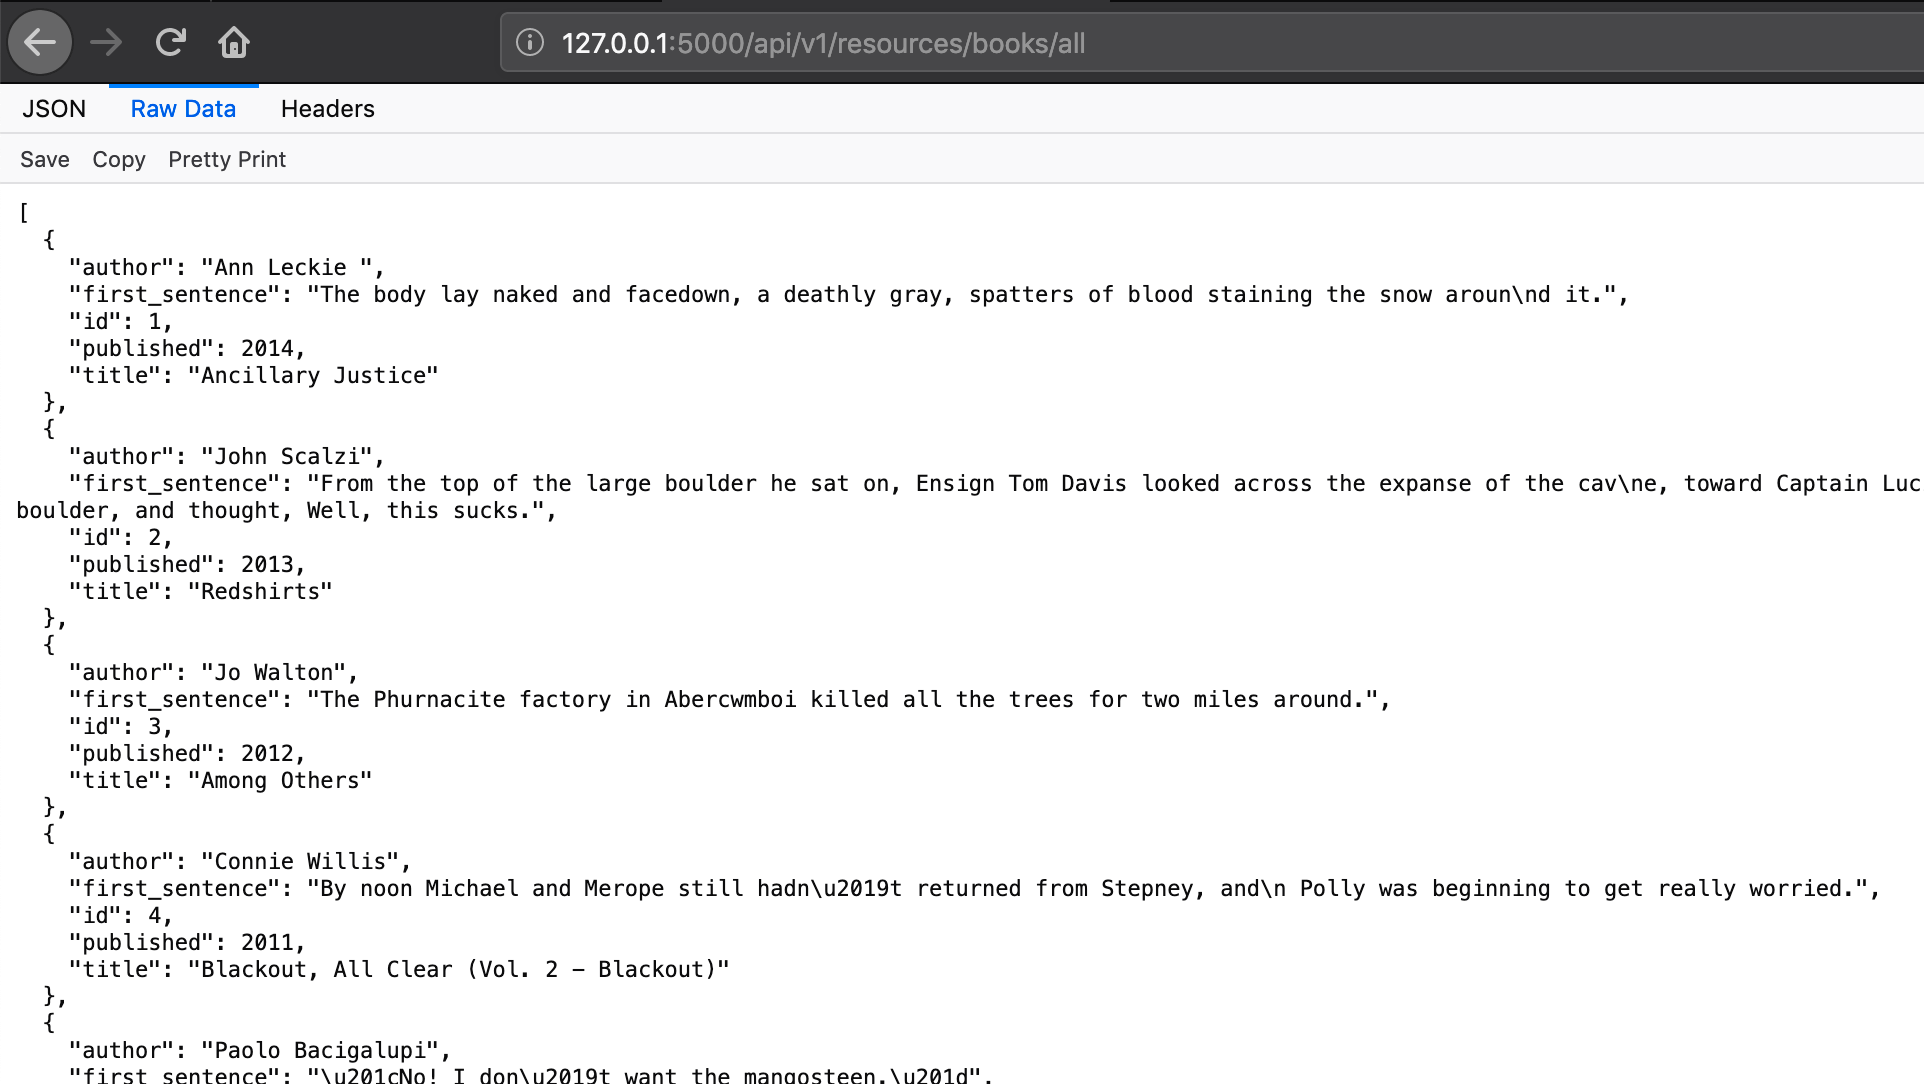 127.0.0.1:5000/api/v1/resources/books/all
JSON Raw Data Headers
Save Copy Pretty Print
[
  {
    "author": "Ann Leckie ",
    "first_sentence": "The body lay naked and facedown, a deathly gray, spatters of blood staining the snow aroun\nd it.",
    "id": 1,
    "published": 2014,
    "title": "Ancillary Justice"
  },
  {
    "author": "John Scalzi",
    "first_sentence": "From the top of the large boulder he sat on, Ensign Tom Davis looked across the expanse of the cav\ne, toward Captain Luc
boulder, and thought, Well, this sucks.",
    "id": 2,
    "published": 2013,
    "title": "Redshirts"
  },
  {
    "author": "Jo Walton",
    "first_sentence": "The Phurnacite factory in Abercwmboi killed all the trees for two miles around.",
    "id": 3,
    "published": 2012,
    "title": "Among Others"
  },
  {
    "author": "Connie Willis",
    "first_sentence": "By noon Michael and Merope still hadn\u2019t returned from Stepney, and\n Polly was beginning to get really worried.",
    "id": 4,
    "published": 2011,
    "title": "Blackout, All Clear (Vol. 2 - Blackout)"
  },
  {
    "author": "Paolo Bacigalupi",
    "first_sentence": "\u201cNo! I don\u2019t want the mangosteen.\u201d",